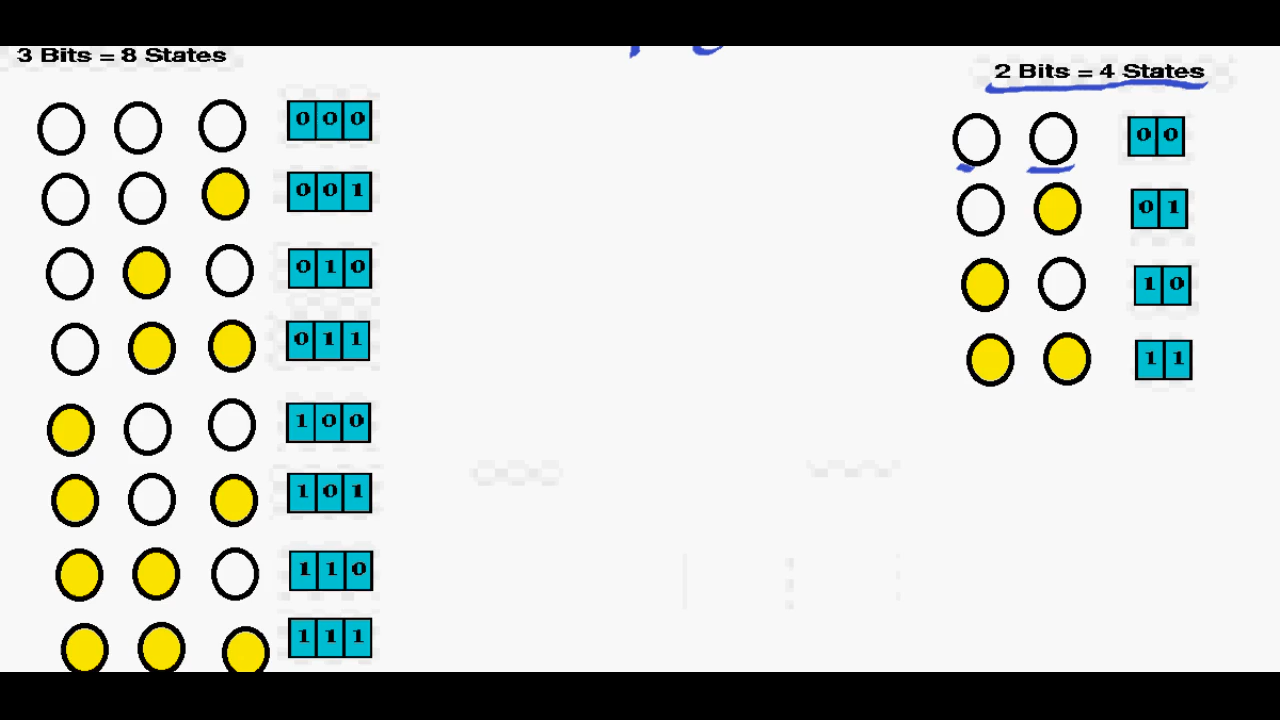 3 Bits = 8 States
0 0 0
0 0 1
0 1 0
0 1 1
1 0 0
1 0 1
1 1 0
1 1 1
2 Bits = 4 States
0 0
0 1
1 0
1 1